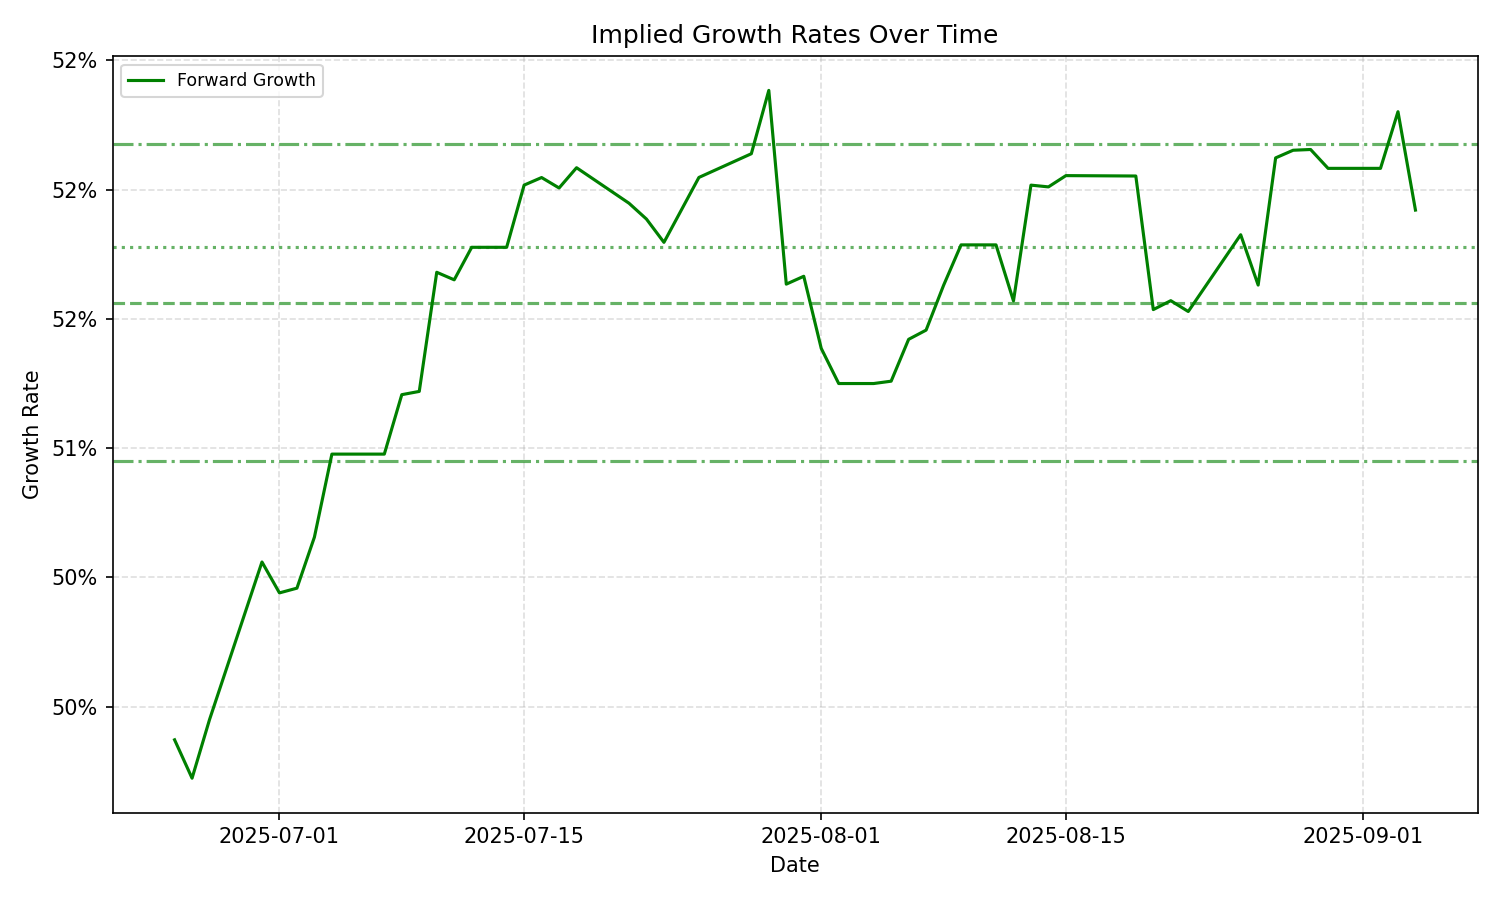 Implied Growth Rates Over Time
Forward Growth
52%
52%
52%
51%
50%
50%
Growth Rate
2025-07-01
2025-07-15
2025-08-01
2025-08-15
2025-09-01
Date